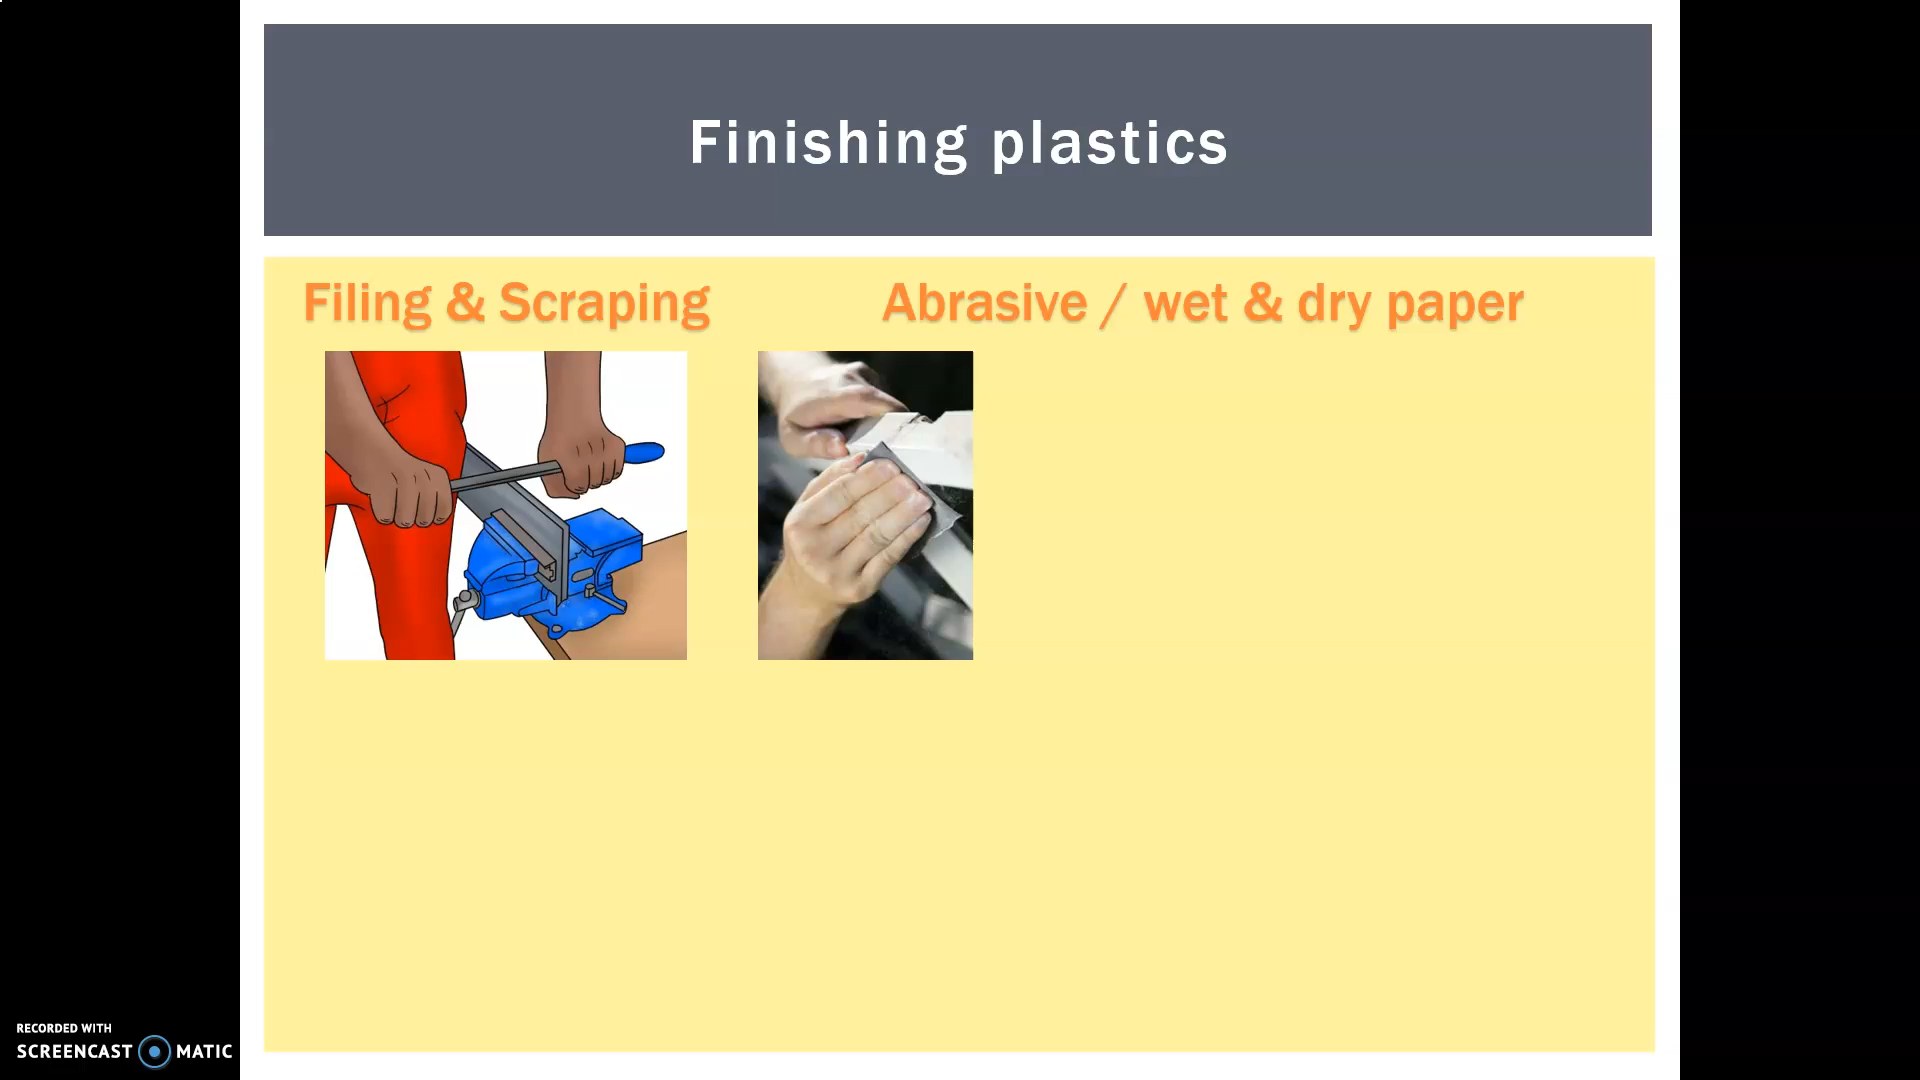 Finishing plastics
Filing & Scraping
Abrasive / wet & dry paper
RECORDED WITH
SCREENCAST MATIC